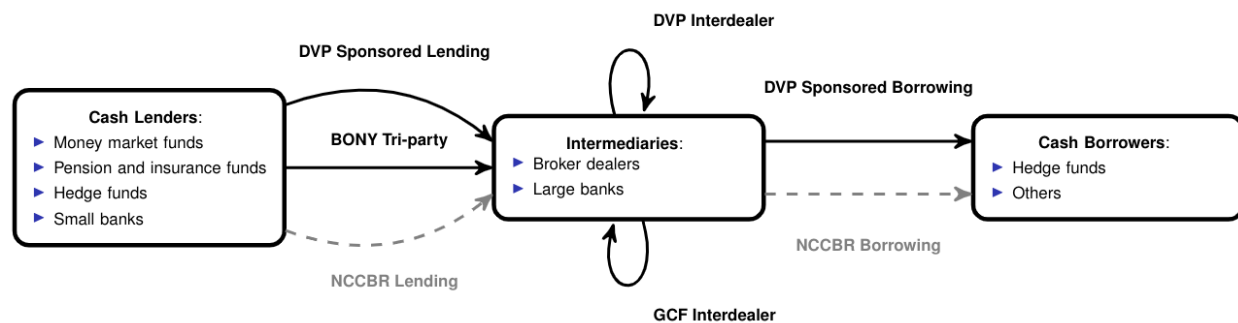 DVP Interdealer
DVP Sponsored Lending
DVP Sponsored Borrowing
Cash Lenders:
Money market funds
Pension and insurance funds
Hedge funds
Small banks
BONY Tri-party
Intermediaries:
Broker dealers
Large banks
Cash Borrowers:
Hedge funds
Others
NCCBR Lending
NCCBR Borrowing
GCF Interdealer